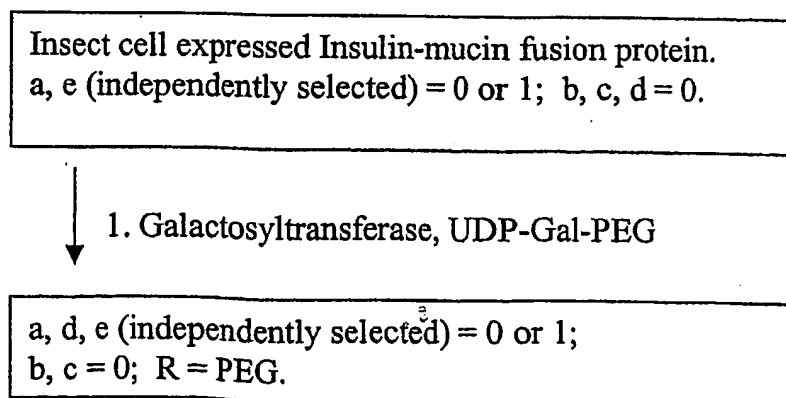 Insect cell expressed Insulin-mucin fusion protein.
a, e (independently selected) = 0 or 1;  b, c, d = 0.
1. Galactosyltransferase, UDP-Gal-PEG
a, d, e (independently selected) = 0 or 1;
b, c = 0;  R = PEG.